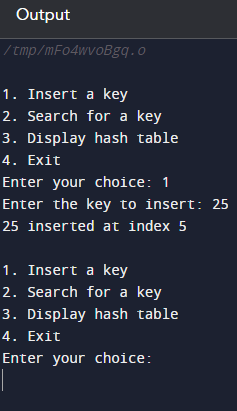 Output
/tmp/mFo4wvoBgq.o
1. Insert a key
2. Search for a key
3. Display hash table
4. Exit
Enter your choice: 1
Enter the key to insert: 25
25 inserted at index 5
1. Insert a key
2. Search for a key
3. Display hash table
4. Exit
Enter your choice: